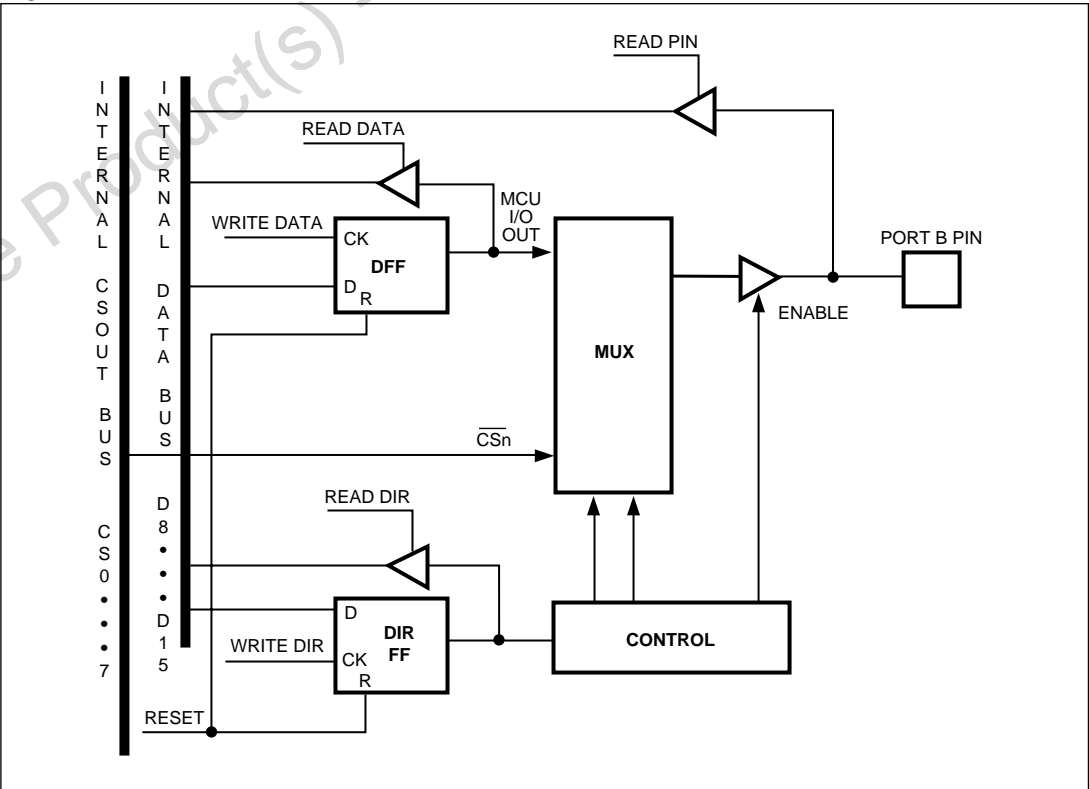 e Product(s)
READ PIN
INTERNAL CSOUT BUS CS0•••7
INTERNAL DATA BUS D8•••D15
READ DATA
MCU
I/O
OUT
WRITE DATA
CK
DFF
D
R
PORT B PIN
ENABLE
MUX
CSn
READ DIR
D
DIR
FF
WRITE DIR
CK
R
CONTROL
RESET